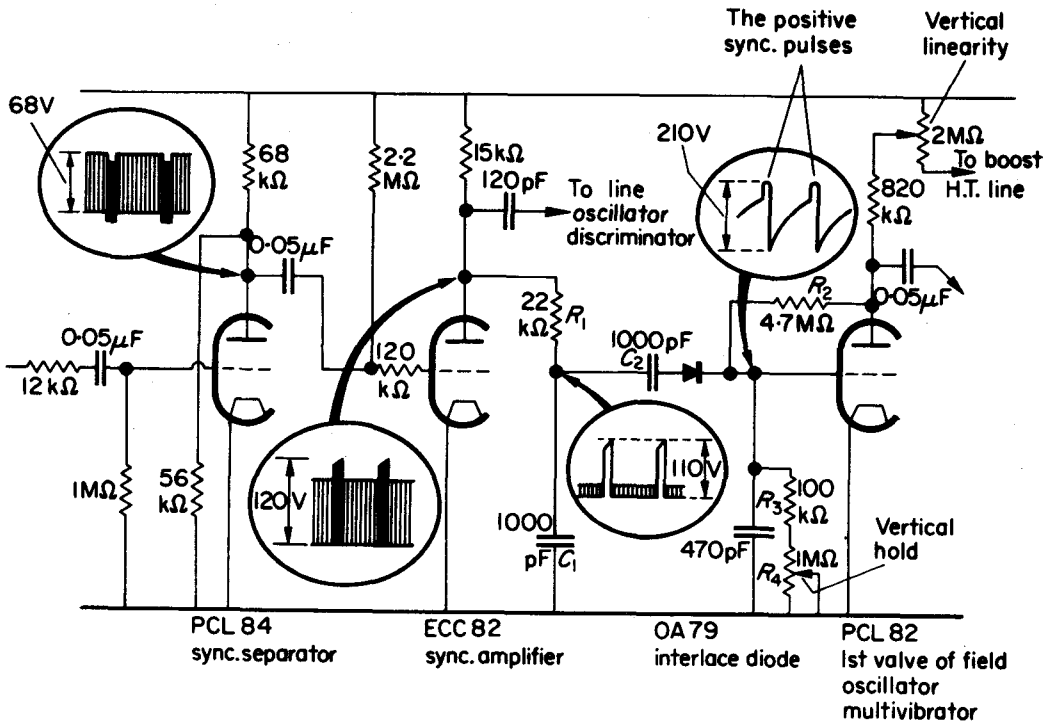 The positive
sync. pulses
Vertical
linearity
68V
68
kΩ
2·2
MΩ
15kΩ
120pF
To line
oscillator
discriminator
210V
2MΩ
To boost
H.T. line
820
kΩ
0·05μF
0·05μF
R2
4·7MΩ
0·05μF
12kΩ
120
kΩ
22
kΩ
R1
1000pF
C2
1MΩ
56
kΩ
120V
110V
1000
pF C1
470pF
R3
100
kΩ
R4
1MΩ
Vertical
hold
PCL 84
sync.separator
ECC 82
sync.amplifier
OA 79
interlace diode
PCL 82
Ist valve of field
oscillator
multivibrator